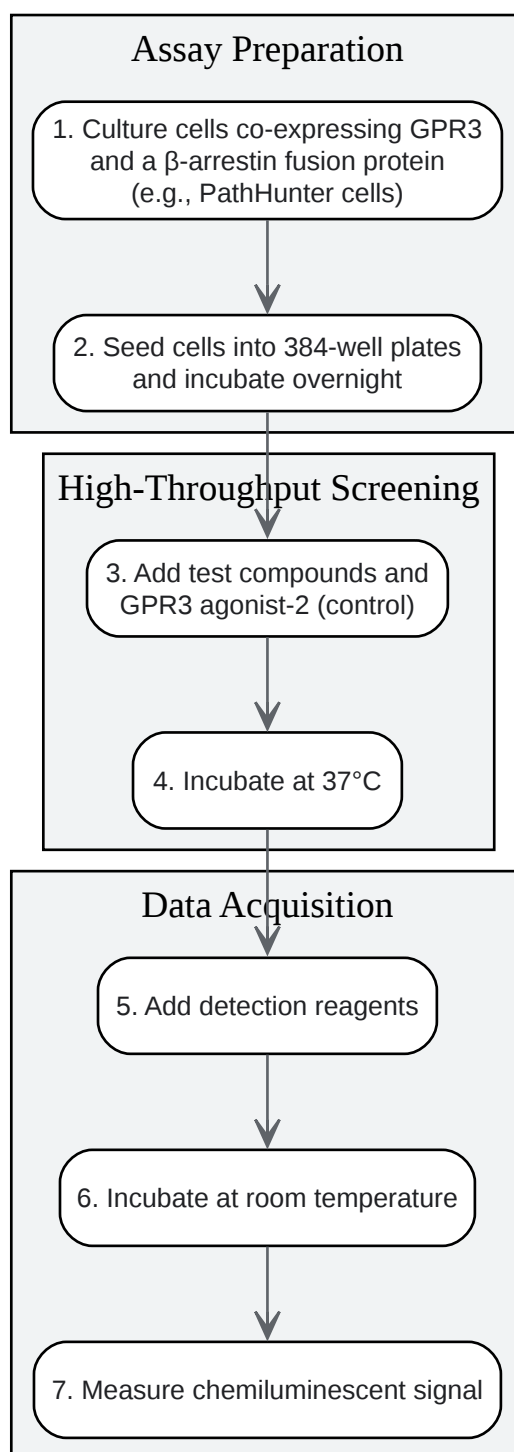 Assay Preparation
1. Culture cells co-expressing GPR3
and a β-arrestin fusion protein
(e.g., PathHunter cells)
2. Seed cells into 384-well plates
and incubate overnight
High-Throughput Screening
3. Add test compounds and
GPR3 agonist-2 (control)
4. Incubate at 37°C
Data Acquisition
5. Add detection reagents
6. Incubate at room temperature
7. Measure chemiluminescent signal